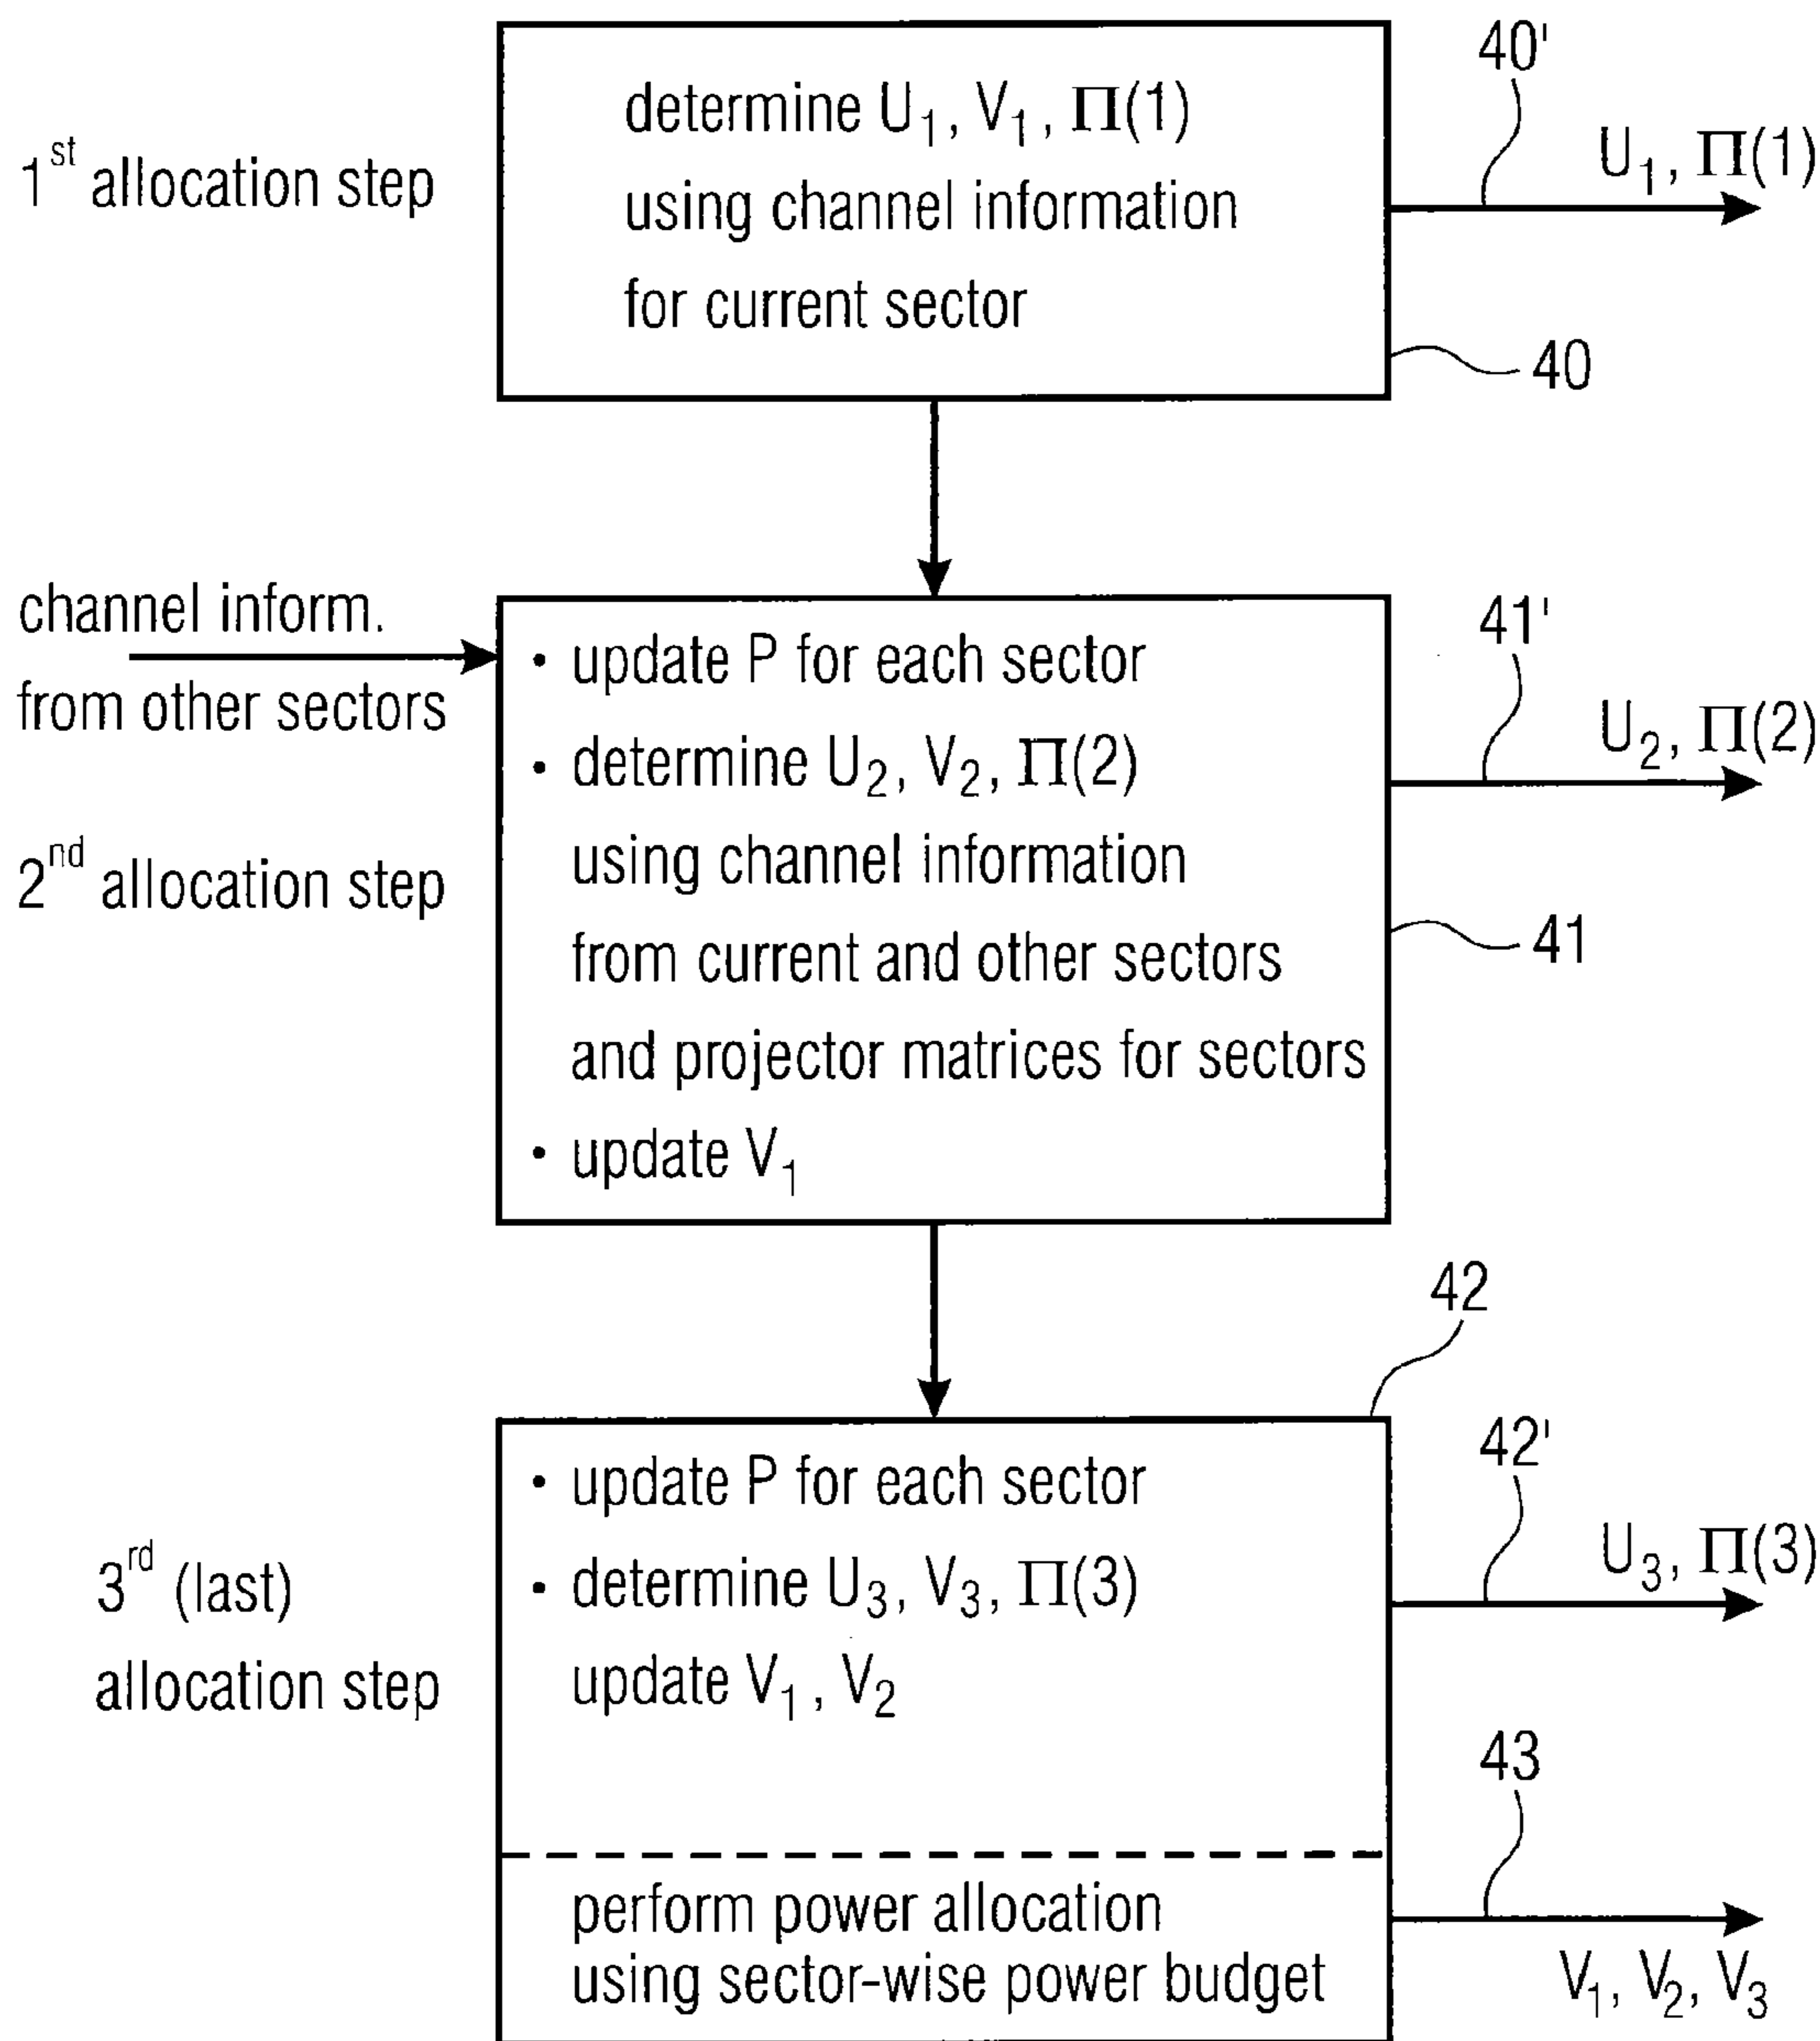 1st allocation step
determine U1, V1, Π(1)
using channel information
for current sector
40'
U1, Π(1)
40
channel inform.
from other sectors
2nd allocation step
• update P for each sector
• determine U2, V2, Π(2)
using channel information
from current and other sectors
and projector matrices for sectors
• update V1
41'
U2, Π(2)
41
42
3rd (last)
allocation step
• update P for each sector
• determine U3, V3, Π(3)
update V1, V2
42'
U3, Π(3)
43
perform power allocation
using sector-wise power budget
V1, V2, V3